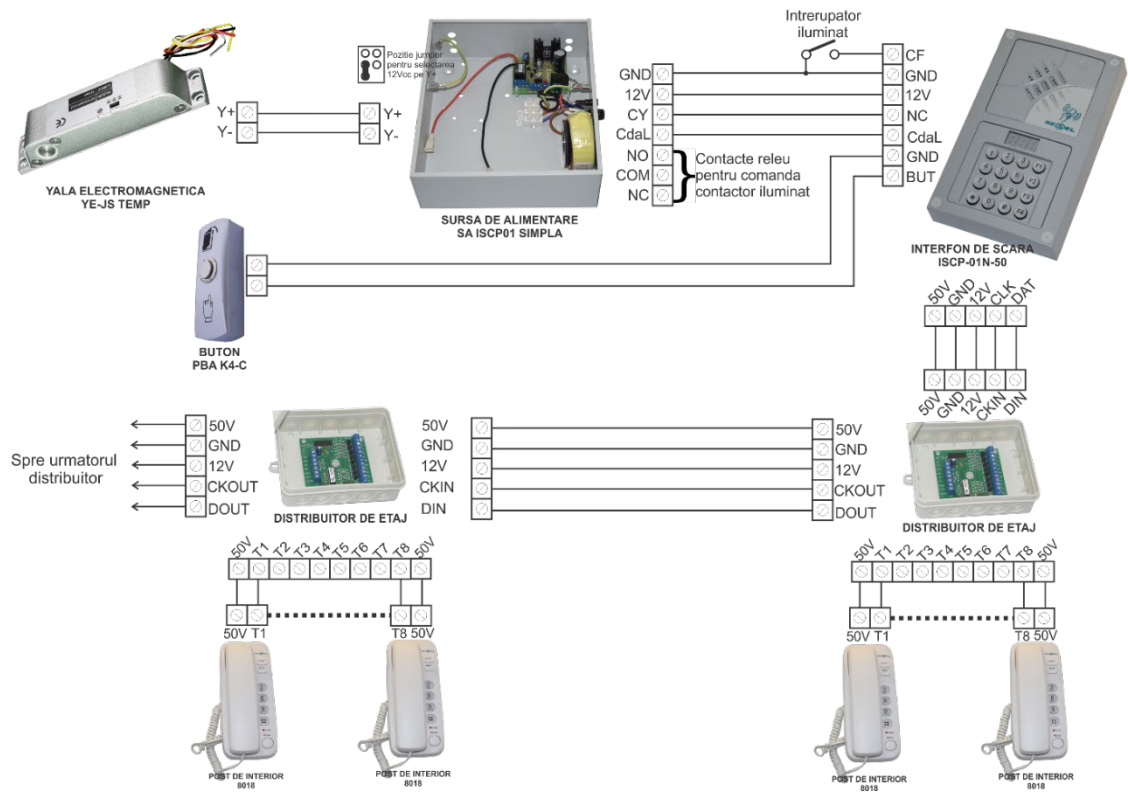 Intrerupator
iluminat
Pozitie jumper
pentru selectarea
12Vcc pe Y+
Y+
Y-
Y+
Y-
YALA ELECTROMAGNETICA
YE-JS TEMP
SURSA DE ALIMENTARE
SA ISCP01 SIMPLA
GND
12V
CY
CdaL
NO
COM
NC
Contacte releu
pentru comanda
contactor iluminat
CF
GND
12V
NC
CdaL
GND
BUT
INTERFON DE SCARA
ISCP-01N-50
BUTON
PBA K4-C
50V GND 12V CLK DAT
50V GND 12V CKIN DIN
Spre urmatorul
distribuitor
50V
GND
12V
CKOUT
DOUT
DISTRIBUITOR DE ETAJ
50V
GND
12V
CKIN
DIN
50V
GND
12V
CKOUT
DOUT
DISTRIBUITOR DE ETAJ
50V T1 T2 T3 T4 T5 T6 T7 T8 50V
50V T1 T8 50V
POST DE INTERIOR
8018
POST DE INTERIOR
8018
50V T1 T2 T3 T4 T5 T6 T7 T8 50V
50V T1 T8 50V
POST DE INTERIOR
8018
POST DE INTERIOR
8018